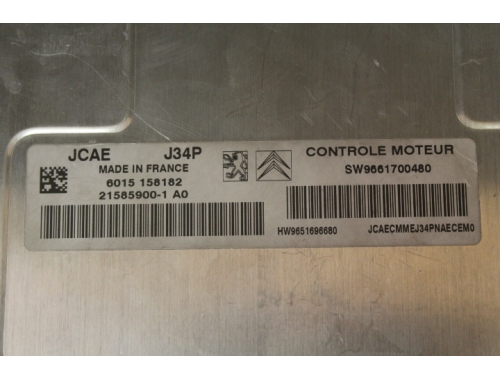 JCAE J34P
MADE IN FRANCE
6015 158182
21585900-1 A0
CONTROLE MOTEUR
SW9661700480
HW9651696680 JCAECMMEJ34PNAECEM0